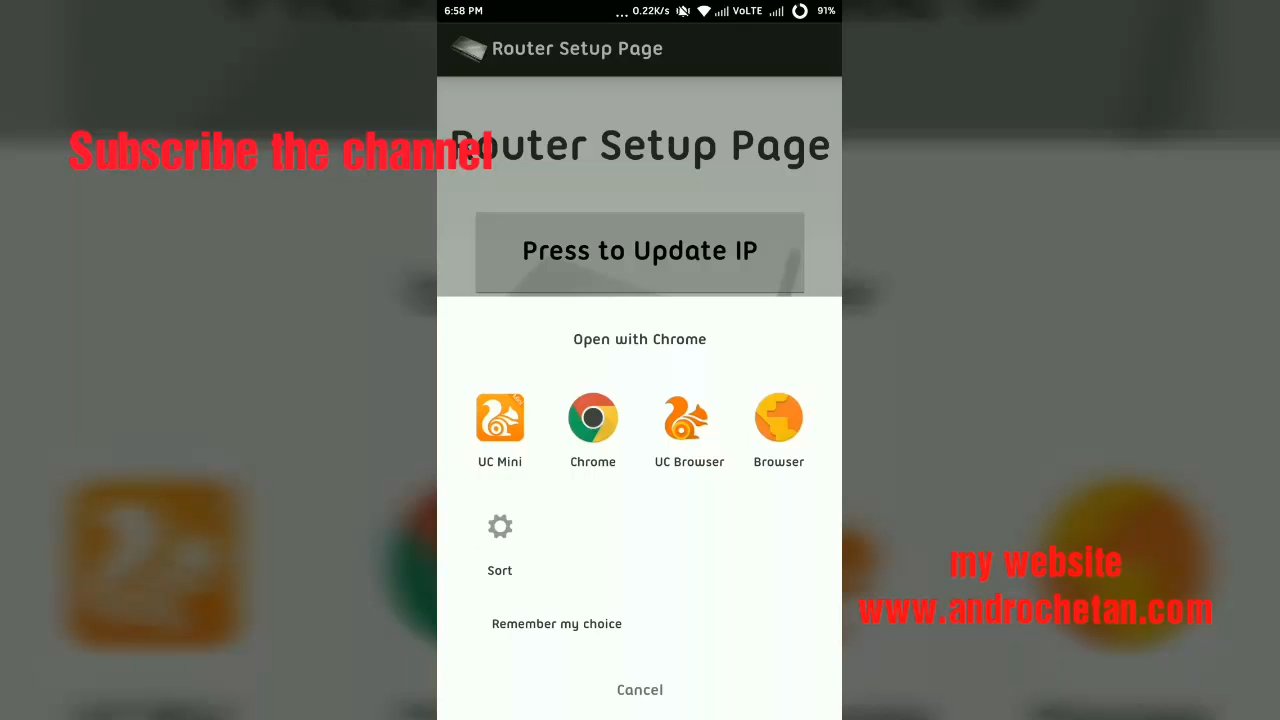 6:58 PM ... 0.22K/s VoLTE 91%
Router Setup Page
Subscribe the channel
Router Setup Page
Press to Update IP
Open with Chrome
UC Mini Chrome UC Browser Browser
Sort
my website
www.androchetan.com
Remember my choice
Cancel